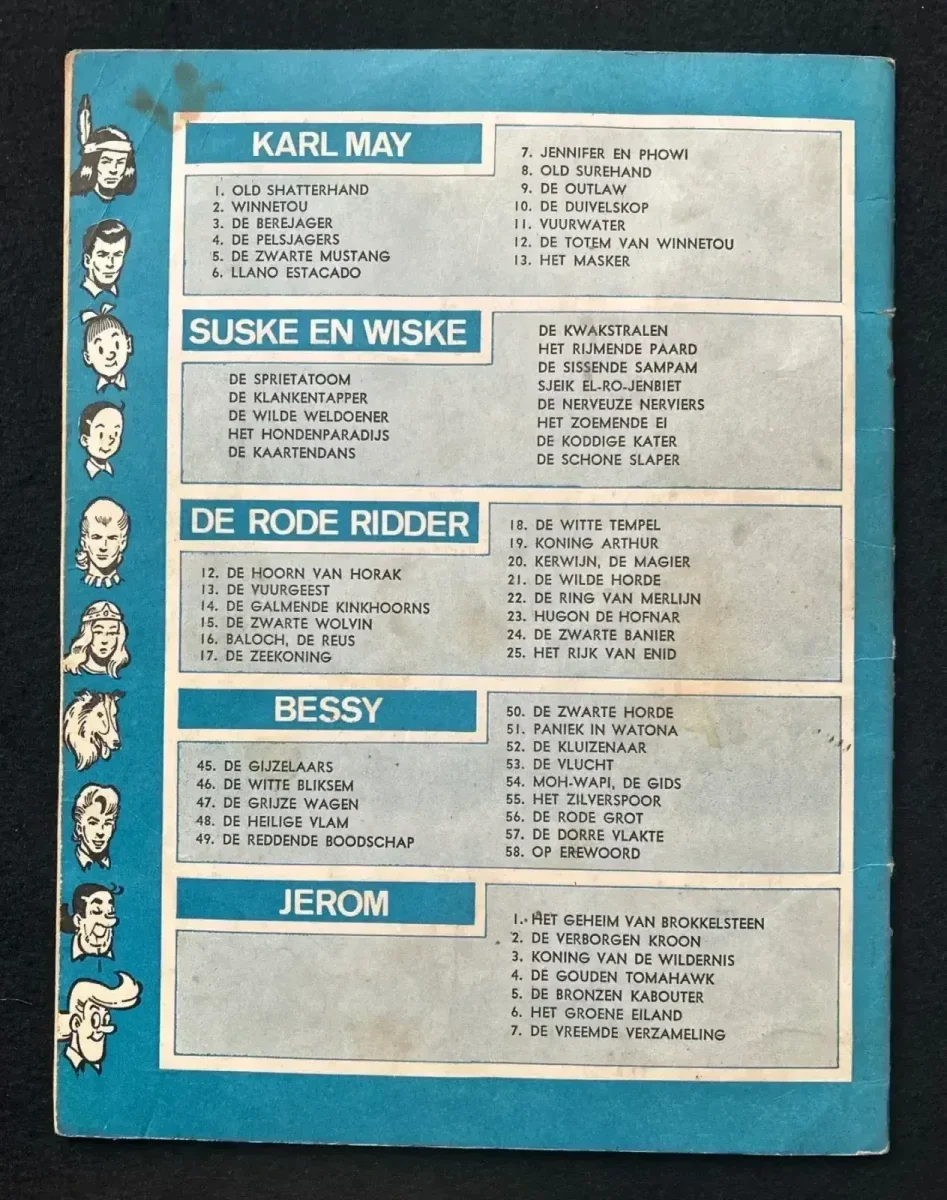 KARL MAY
1. OLD SHATTERHAND
2. WINNETOU
3. DE BEREJAGER
4. DE PELSJAGERS
5. DE ZWARTE MUSTANG
6. LLANO ESTACADO
7. JENNIFER EN PHOWI
8. OLD SUREHAND
9. DE OUTLAW
10. DE DUIVELSKOP
11. VUURWATER
12. DE TOTEM VAN WINNETOU
13. HET MASKER
SUSKE EN WISKE
DE SPRIETATOOM
DE KLANKENTAPPER
DE WILDE WELDOENER
HET HONDENPARADIJS
DE KAARTENDANS
DE KWAKSTRALEN
HET RIJMENDE PAARD
DE SISSENDE SAMPAM
SJEIK EL-RO-JENBIET
DE NERVEUZE NERVIERS
HET ZOEMENDE EI
DE KODDIGE KATER
DE SCHONE SLAPER
DE RODE RIDDER
12. DE HOORN VAN HORAK
13. DE VUURGEEST
14. DE GALMENDE KINKHOORNS
15. DE ZWARTE WOLVIN
16. BALOCH, DE REUS
17. DE ZEEKONING
18. DE WITTE TEMPEL
19. KONING ARTHUR
20. KERWIJN, DE MAGIER
21. DE WILDE HORDE
22. DE RING VAN MERLIJN
23. HUGON DE HOFNAR
24. DE ZWARTE BANIER
25. HET RIJK VAN ENID
BESSY
45. DE GIJZELAARS
46. DE WITTE BLIKSEM
47. DE GRIJZE WAGEN
48. DE HEILIGE VLAM
49. DE REDDENDE BOODSCHAP
50. DE ZWARTE HORDE
51. PANIEK IN WATONA
52. DE KLUIZENAAR
53. DE VLUCHT
54. MOH-WAPI, DE GIDS
55. HET ZILVERSPOOR
56. DE RODE GROT
57. DE DORRE VLAKTE
58. OP EREWOORD
JEROM
1. HET GEHEIM VAN BROKKELSTEEN
2. DE VERBORGEN KROON
3. KONING VAN DE WILDERNIS
4. DE GOUDEN TOMAHAWK
5. DE BRONZEN KABOUTER
6. HET GROENE EILAND
7. DE VREEMDE VERZAMELING